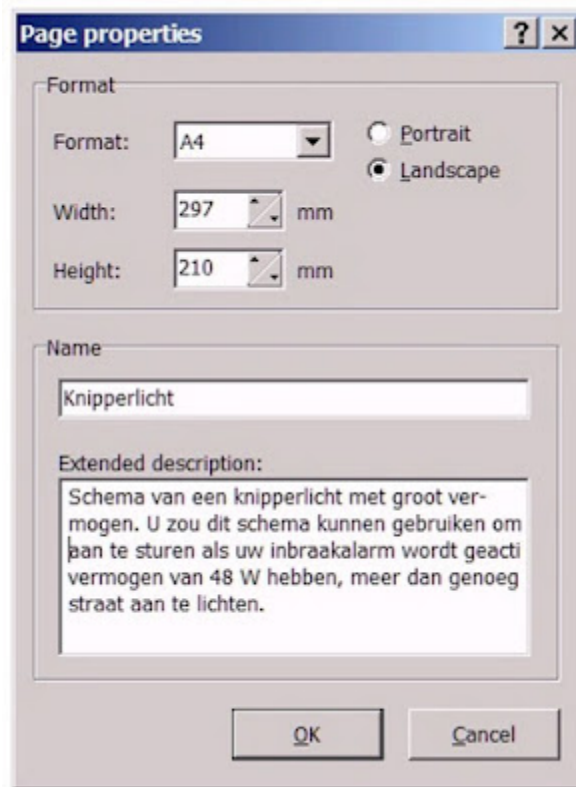 Page properties
Format
Format: A4 Portrait
Landscape
Width: 297 mm
Height: 210 mm
Name
Knipperlicht
Extended description:
Schema van een knipperlicht met groot ver-
mogen. U zou dit schema kunnen gebruiken om
aan te sturen als uw inbraakalarm wordt geacti
vermogen van 48 W hebben, meer dan genoeg
straat aan te lichten.
OK Cancel